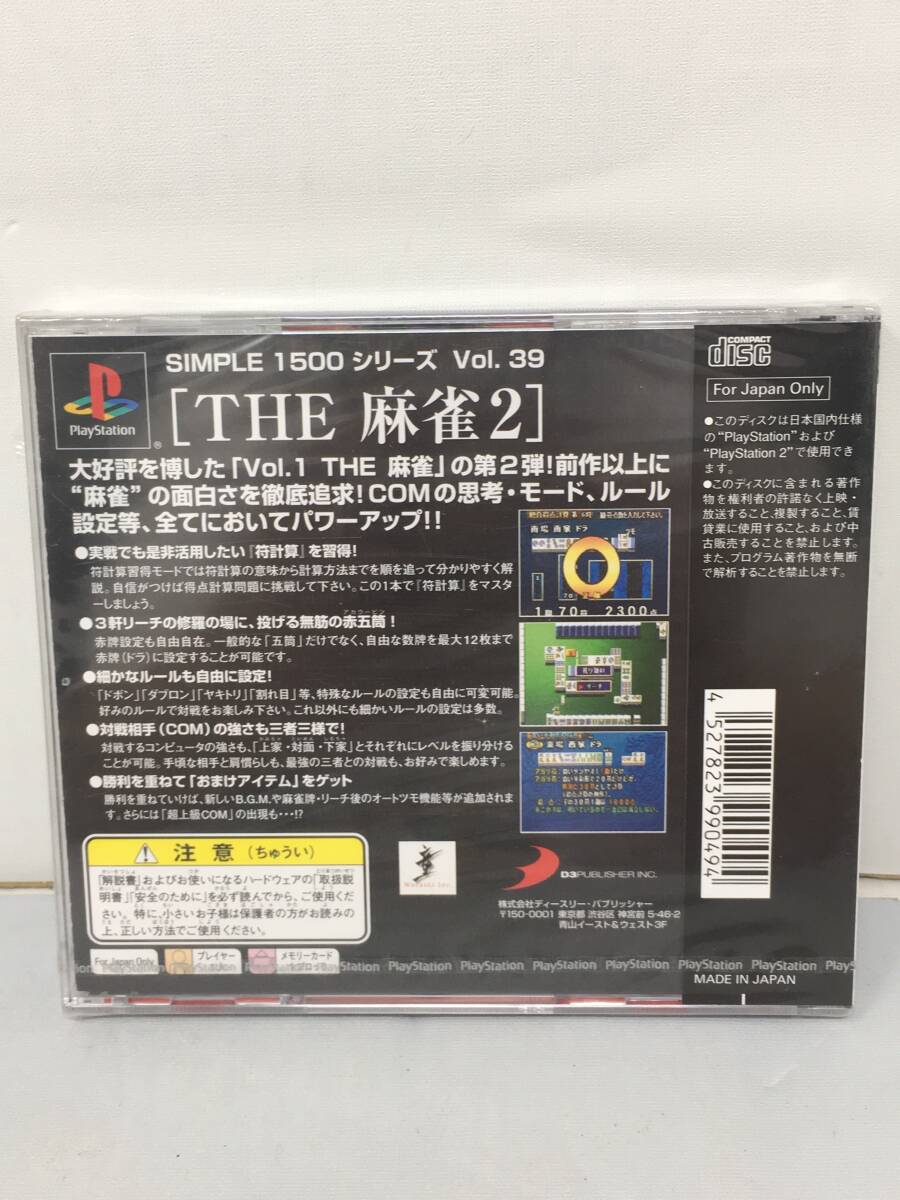 SIMPLE 1500 シリーズ Vol. 39
PlayStation
®
[THE 麻雀2]
大好評を博した「Vol.1 THE 麻雀」の第2弾!前作以上に
“麻雀”の面白さを徹底追求!COMの思考・モード、ルール
設定等、全てにおいてパワーアップ!!
●実戦でも是非活用したい『符計算』を習得!
符計算習得モードでは符計算の意味から計算方法までを順を追って分かりやすく解
説。自信がつけば得点計算問題に挑戦して下さい。この1本で『符計算』をマスタ
ーしましょう。
●3軒リーチの修羅の場に、投げる無筋の赤五筒!
赤牌設定も自由自在。一般的な「五筒」だけでなく、自由な数牌を最大12枚まで
赤牌(ドラ)に設定することが可能です。
●細かなルールも自由に設定!
「ドボン」「ダブロン」「ヤキトリ」「割れ目」等、特殊なルールの設定も自由に可変可能。
好みのルールで対戦をお楽しみ下さい。これ以外にも細かいルールの設定は多数。
●対戦相手(COM)の強さも三者三様で!
対戦するコンピュータの強さも、「上家・対面・下家」とそれぞれにレベルを振り分ける
ことが可能。手頃な相手と肩慣らしも、最強の三者との対戦も、お好みで楽しめます。
●勝利を重ねて「おまけアイテム」をゲット
勝利を重ねていけば、新しいB.G.M.や麻雀牌・リーチ後のオートツモ機能等が追加されま
す。さらには「超上級COM」の出現も・・・!?
南場 西家 ドラ
1翻70符 2300点
東場 西家 ドラ
注意(ちゅうい)
「解説書」およびお使いになるハードウェアの「取扱説
明書」「安全のために」を必ず読んでから、ご使用くだ
さい。特に、小さいお子様は保護者の方がお読みの
上、正しい方法でご使用ください。
Warashi Inc.
D3PUBLISHER INC.
株式会社ディースリー・パブリッシャー
〒150-0001 東京都 渋谷区 神宮前 5-46-2
青山イースト&ウェスト3F
For Japan Only
プレイヤー
メモリーカード
PlayStation PlayStation PlayStation PlayStation PlayStation PlayStation PlayStation
COMPACT
disc
For Japan Only
●このディスクは日本国内仕様
の“PlayStation”および
“PlayStation 2”で使用でき
ます。
●このディスクに含まれる著作
物を権利者の許諾なく上映・
放送すること、複製すること、賃
貸業に使用すること、および中
古販売することを禁止します。
また、プログラム著作物を無断
で解析することを禁止します。
4 527823 990494
MADE IN JAPAN